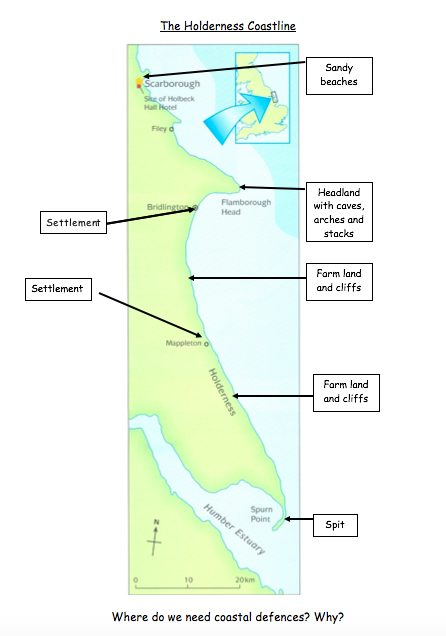 The Holderness Coastline
Sandy
beaches
Scarborough
Site of Holbeck
Hall Hotel
Filey
Headland
with caves,
arches and
stacks
Bridlington
Flamborough
Head
Settlement
Farm land
and cliffs
Settlement
Mappleton
Holderness
Farm land
and cliffs
Humber Estuary
Spurn
Point
Spit
N
0 10 20km
Where do we need coastal defences? Why?